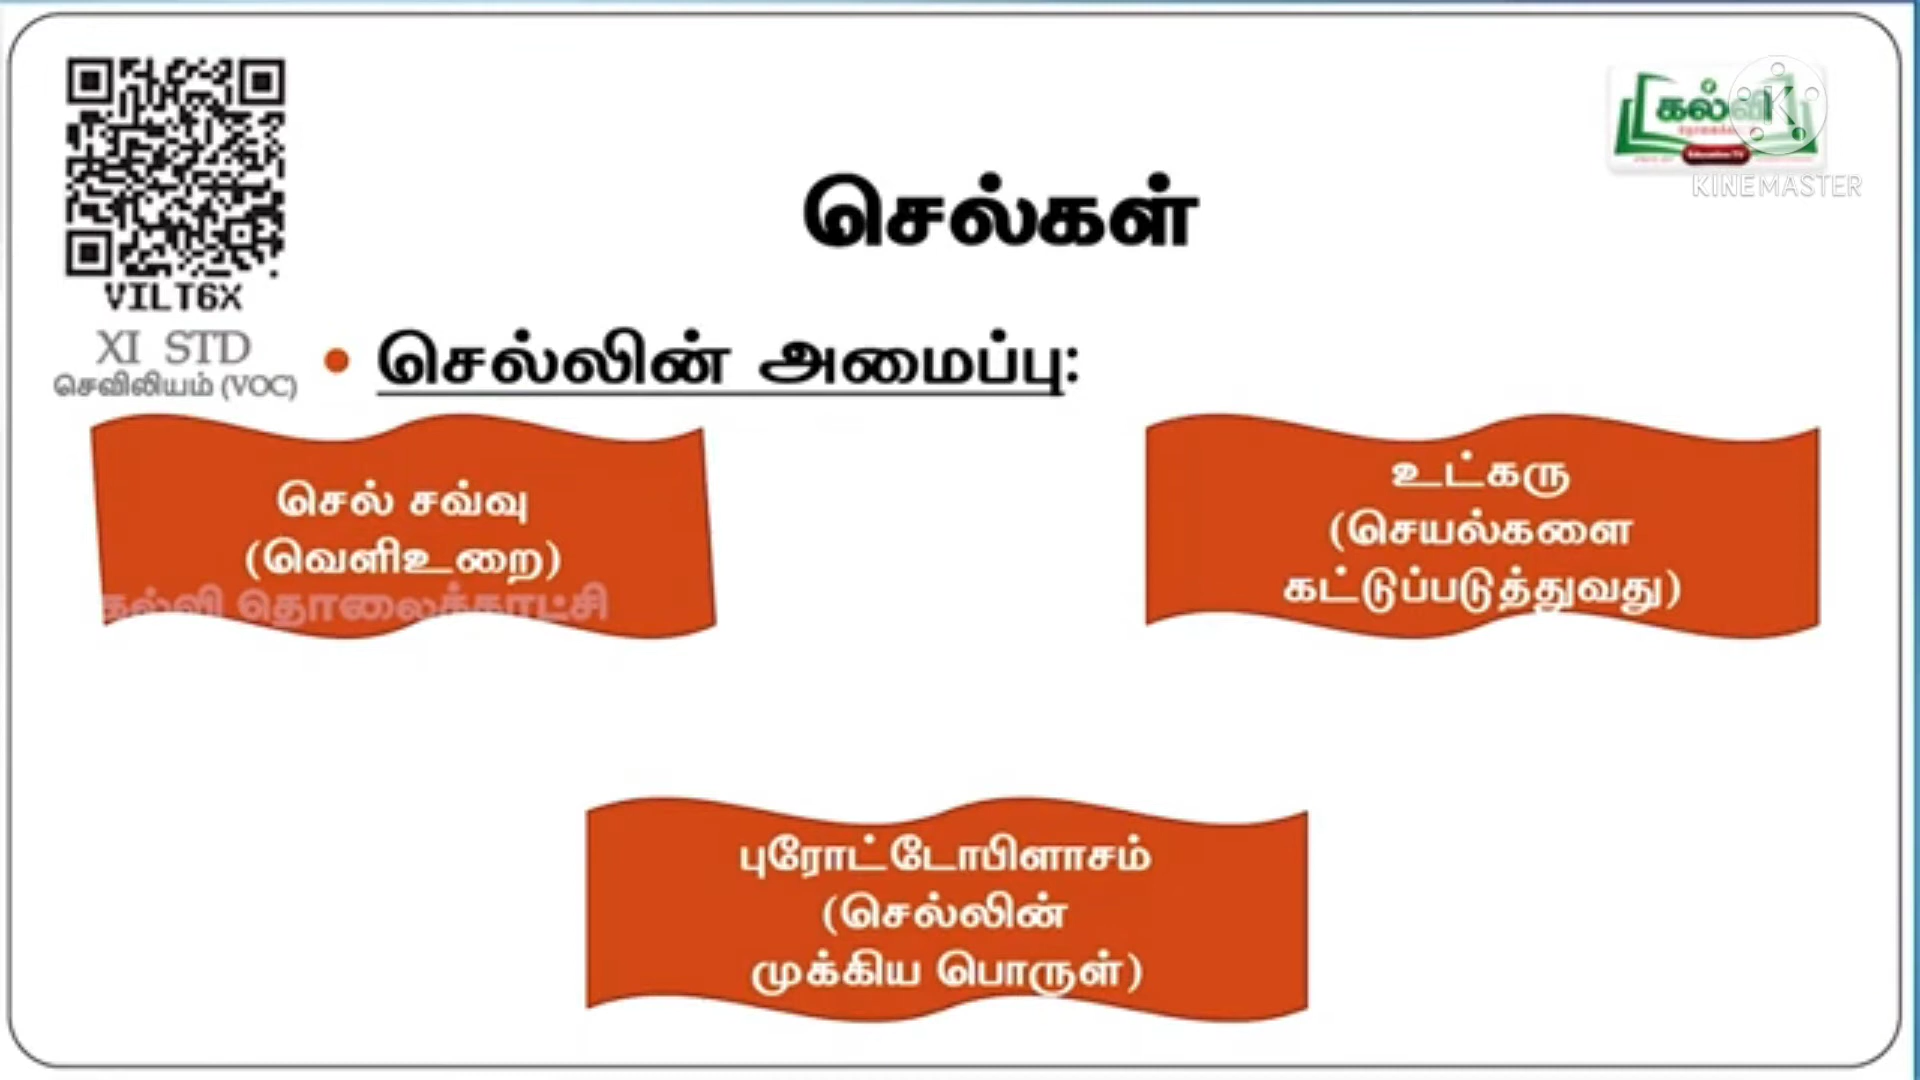 கல்வி
KINEMASTER
செல்கள்
VILT6X
XI STD
செவிலியம் (VOC)
• செல்லின் அமைப்பு:
செல் சவ்வு
(வெளிஉறை)
கல்வி தொலைக்காட்சி
உட்கரு
(செயல்களை
கட்டுப்படுத்துவது)
புரோட்டோபிளாசம்
(செல்லின்
முக்கிய பொருள்)